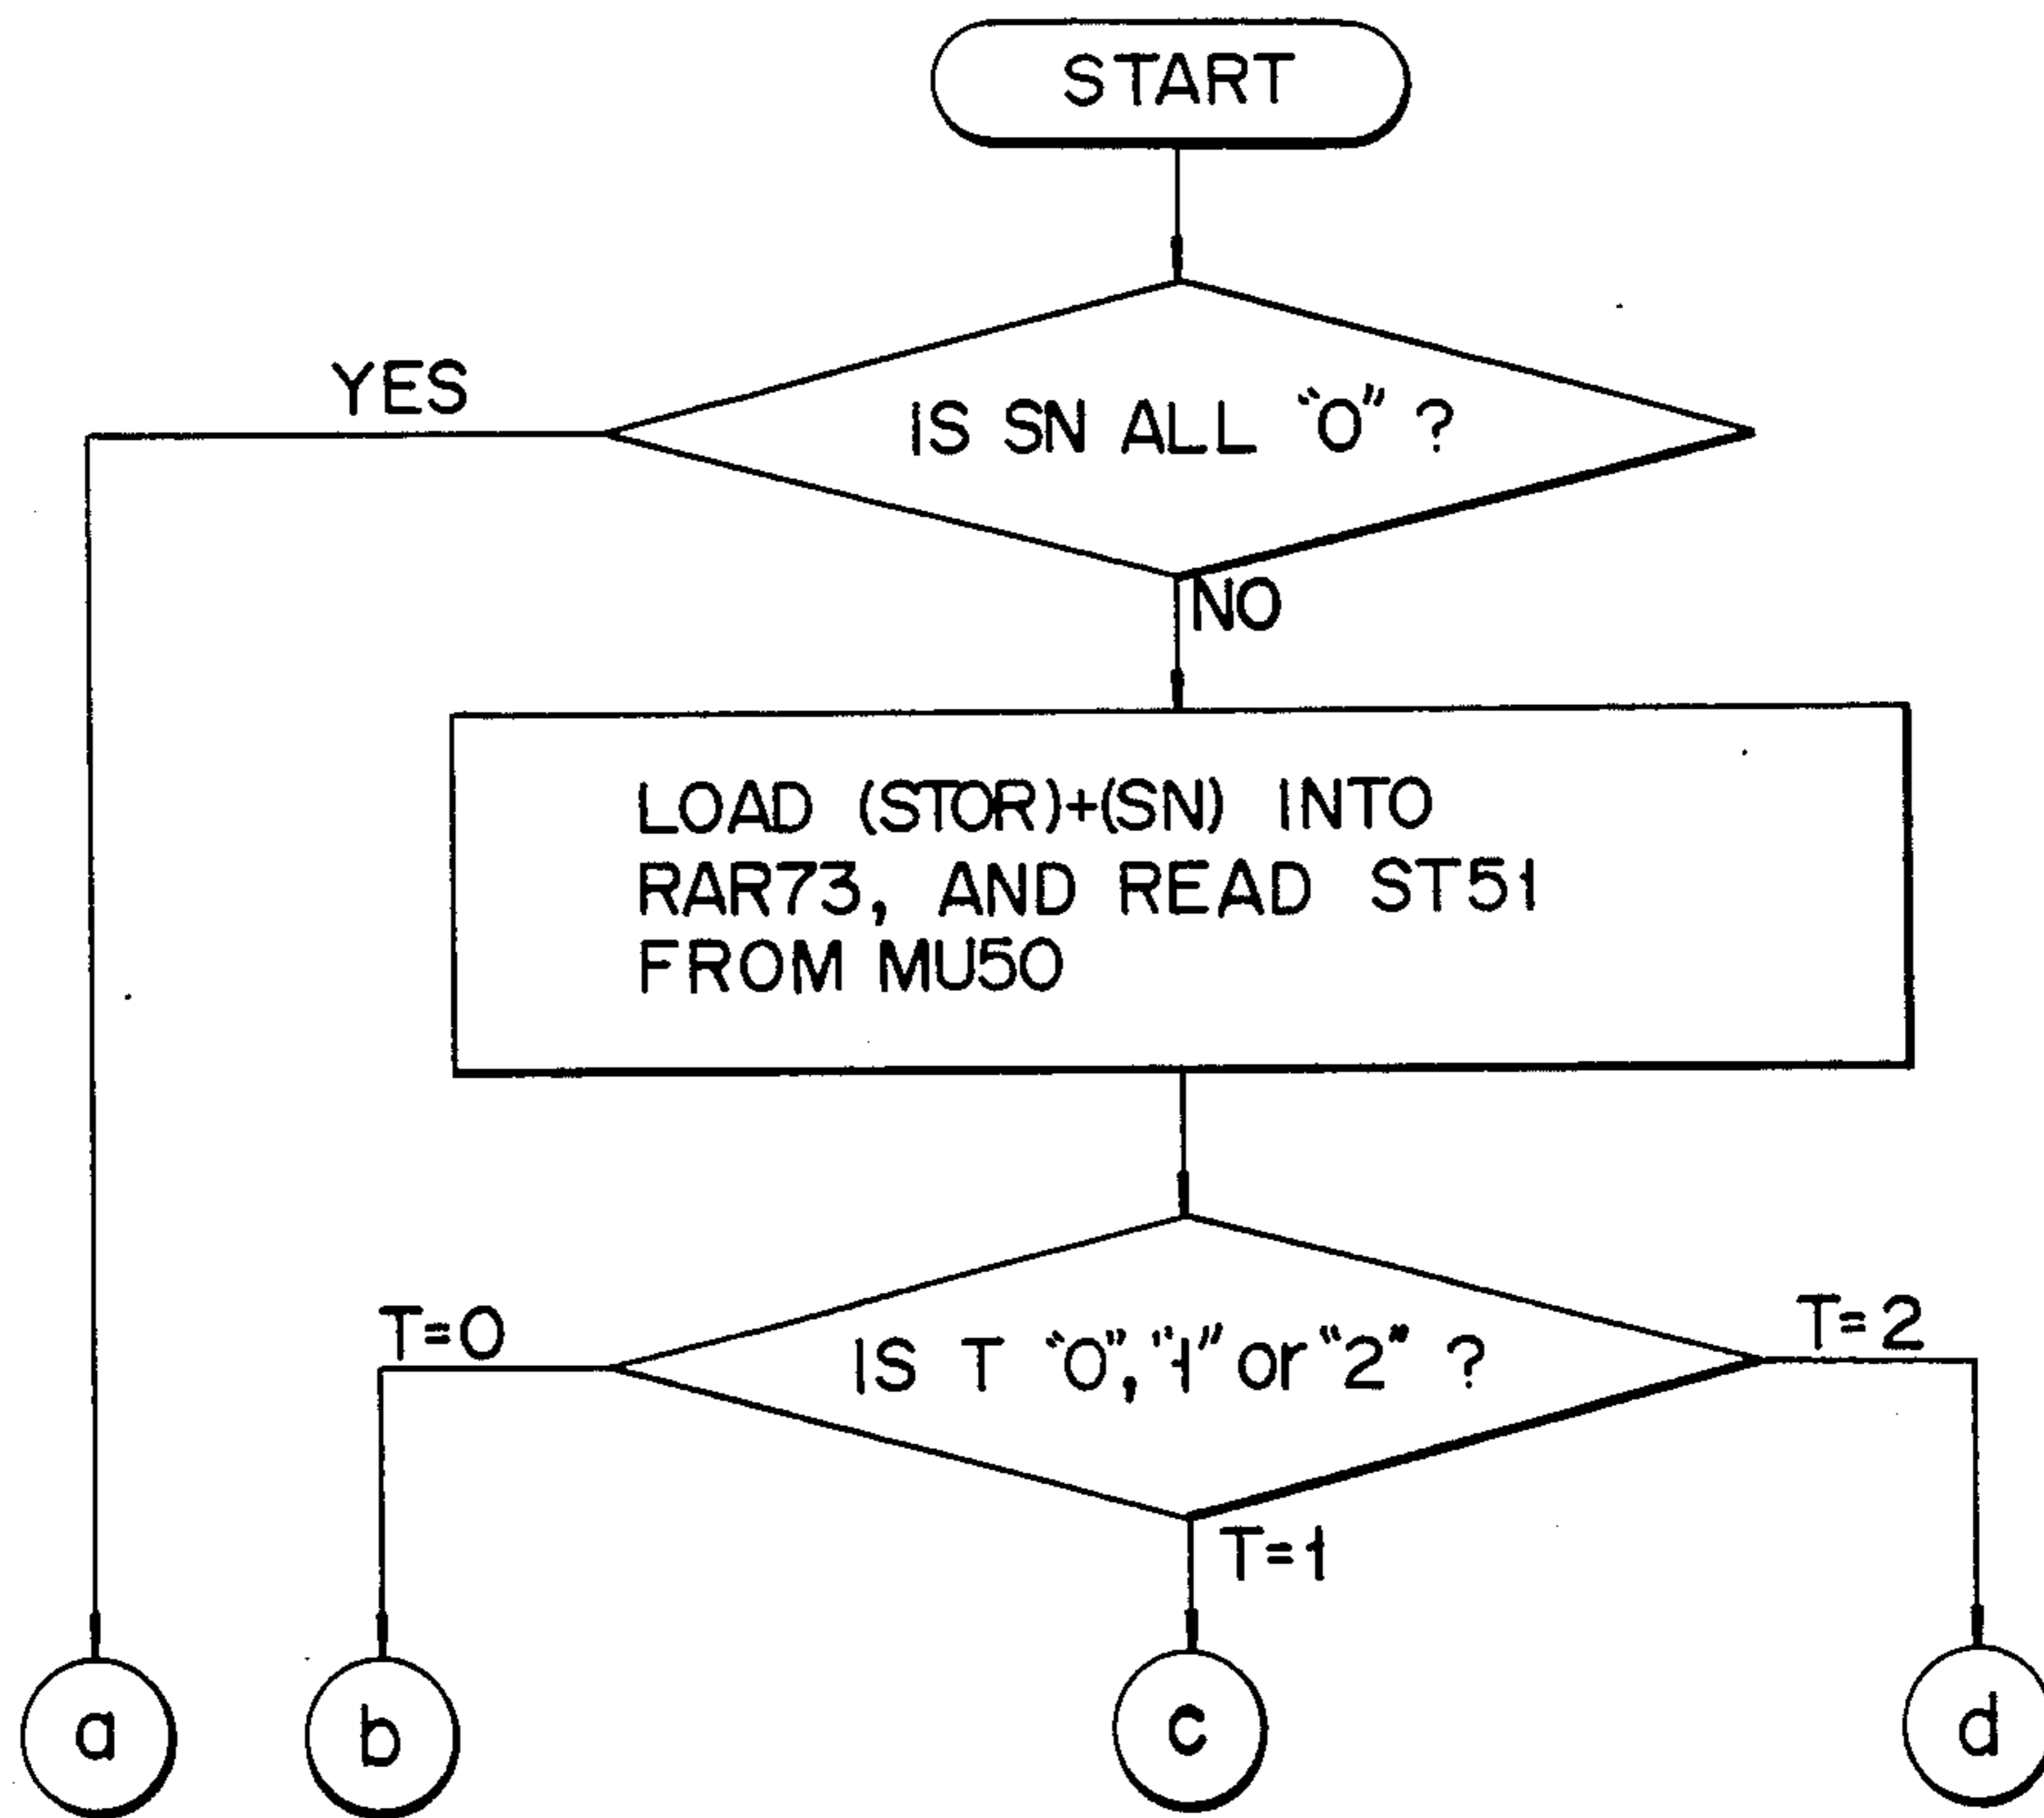 START
YES
IS SN ALL “0” ?
NO
LOAD (STOR)+(SN) INTO
RAR73, AND READ ST51
FROM MU50
T=0
IS T “0”, “1” or “2” ?
T=2
T=1
a
b
c
d